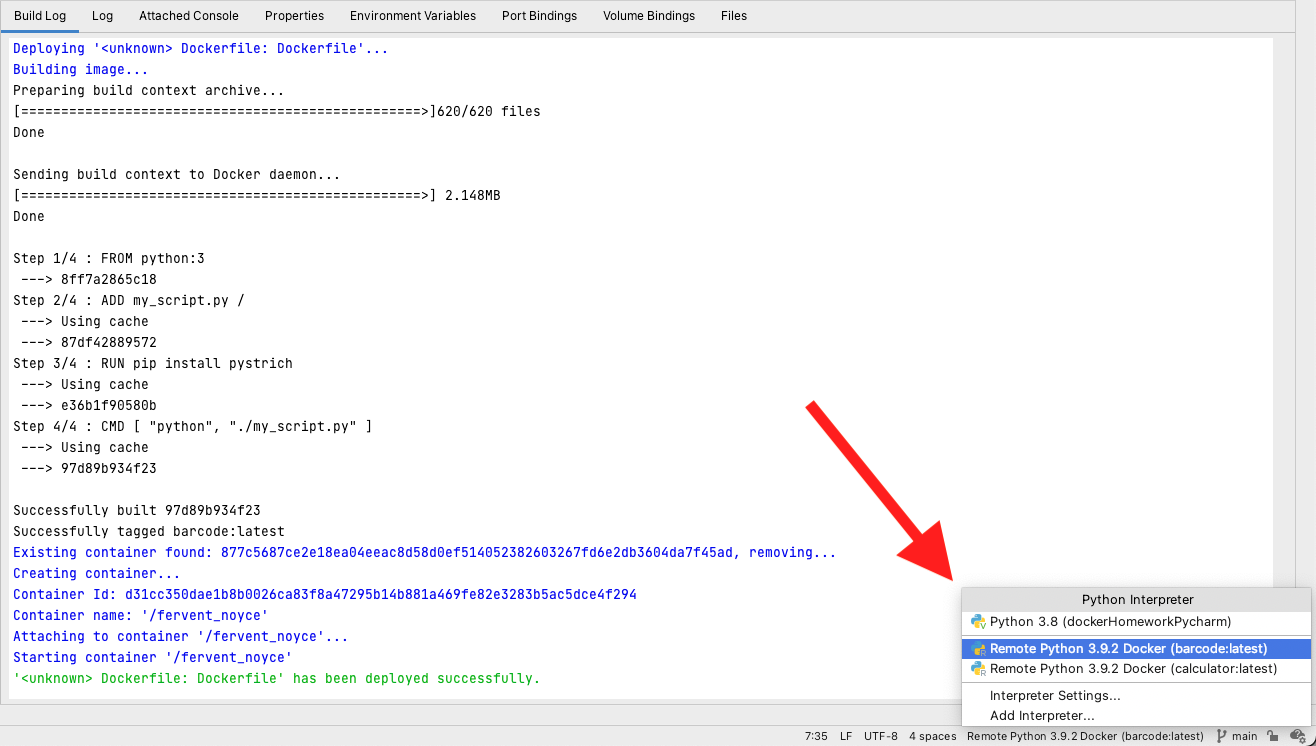 Build Log Log Attached Console Properties Environment Variables Port Bindings Volume Bindings Files
Deploying '<unknown> Dockerfile: Dockerfile'...
Building image...
Preparing build context archive...
[==================================================>]620/620 files
Done
Sending build context to Docker daemon...
[==================================================>] 2.148MB
Done
Step 1/4 : FROM python:3
---> 8ff7a2865c18
Step 2/4 : ADD my_script.py /
---> Using cache
---> 87df42889572
Step 3/4 : RUN pip install pystrich
---> Using cache
---> e36b1f90580b
Step 4/4 : CMD [ "python", "./my_script.py" ]
---> Using cache
---> 97d89b934f23
Successfully built 97d89b934f23
Successfully tagged barcode:latest
Existing container found: 877c5687ce2e18ea04eeac8d58d0ef514052382603267fd6e2db3604da7f45ad, removing...
Creating container...
Container Id: d31cc350dae1b8b0026ca83f8a47295b14b881a469fe82e3283b5ac5dce4f294
Container name: '/fervent_noyce'
Attaching to container '/fervent_noyce'...
Starting container '/fervent_noyce'
'<unknown> Dockerfile: Dockerfile' has been deployed successfully.
Python Interpreter
Python 3.8 (dockerHomeworkPycharm)
Remote Python 3.9.2 Docker (barcode:latest)
Remote Python 3.9.2 Docker (calculator:latest)
Interpreter Settings...
Add Interpreter...
7:35 LF UTF-8 4 spaces Remote Python 3.9.2 Docker (barcode:latest) main